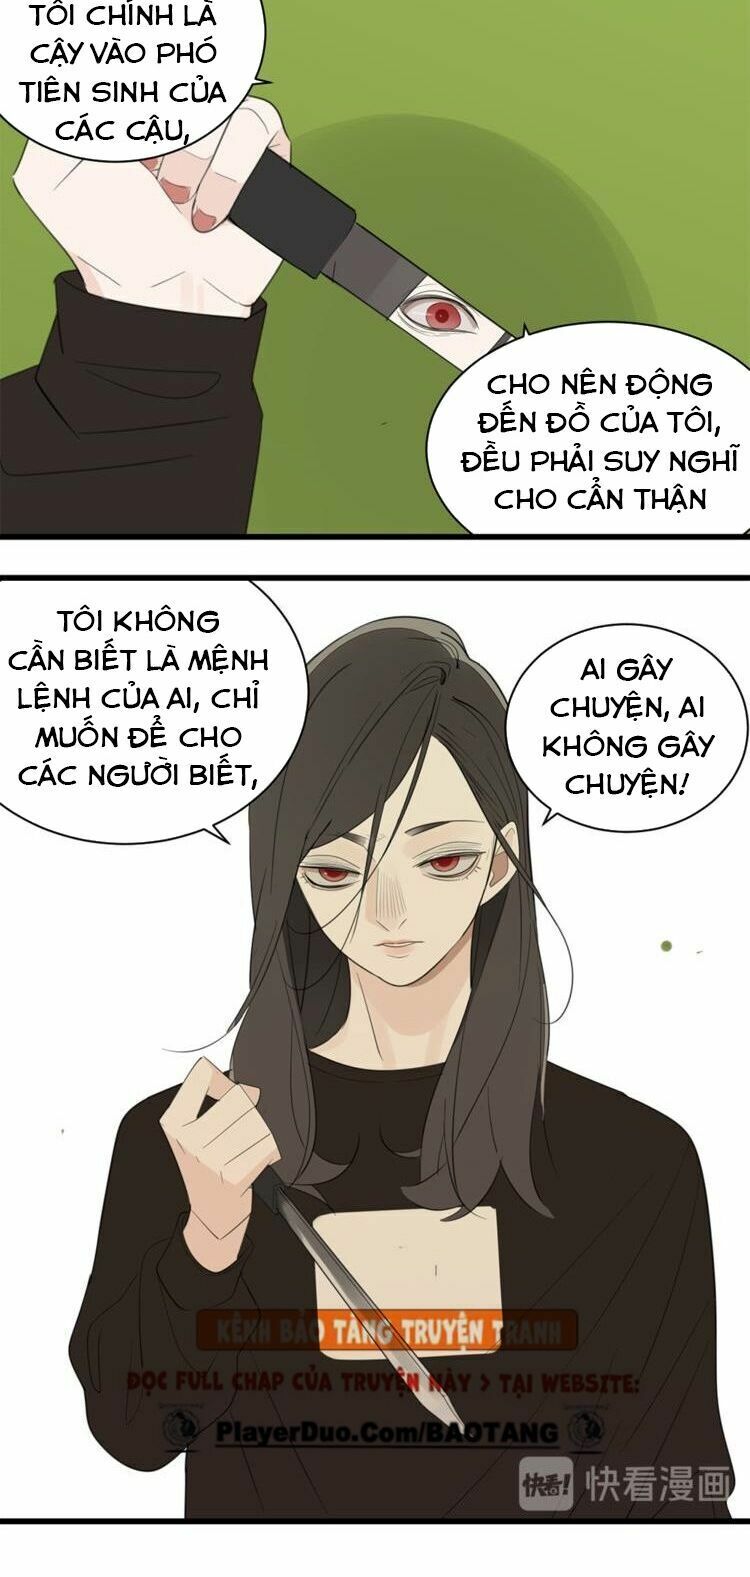 TÔI CHÍNH LÀ
CẬY VÀO PHÓ
TIÊN SINH CỦA
CÁC CẬU,
CHO NÊN ĐỘNG
ĐẾN ĐỒ CỦA TÔI,
ĐỀU PHẢI SUY NGHĨ
CHO CẨN THẬN
TÔI KHÔNG
CẦN BIẾT LÀ MỆNH
LỆNH CỦA AI, CHỈ
MUỐN ĐỂ CHO
CÁC NGƯỜI BIẾT,
AI GÂY
CHUYỆN, AI
KHÔNG GÂY
CHUYỆN!
KÊNH BẢO TÀNG TRUYỆN TRANH
ĐỌC FULL CHAP CỦA TRUYỆN NÀY > TẠI WEBSITE:
PlayerDuo.Com/BAOTANG
快看! 快看漫画